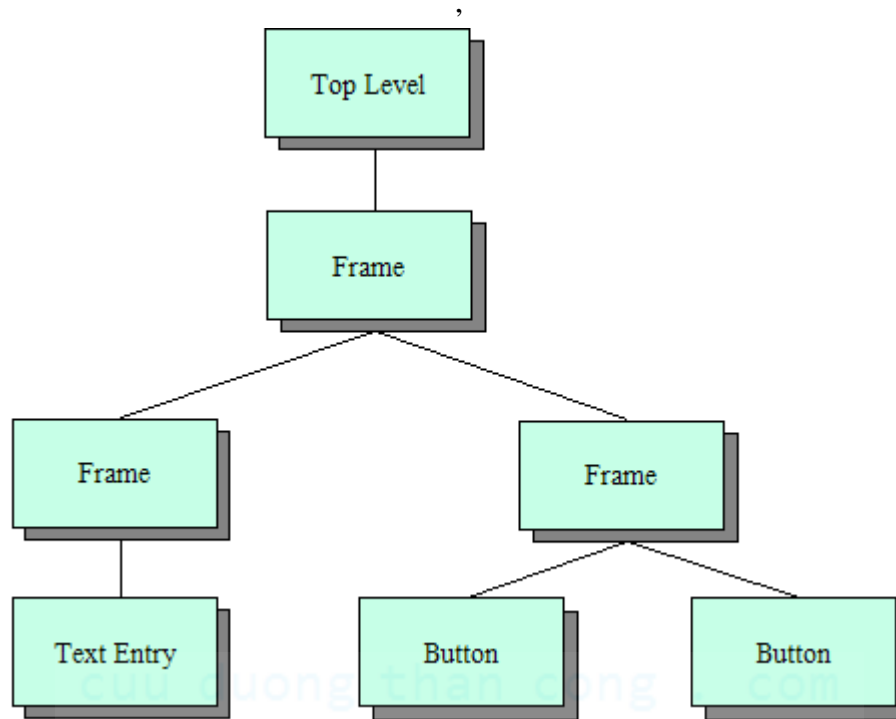 ,
Top Level
Frame
Frame
Frame
Text Entry
Button
Button
cuu duong than cong . com